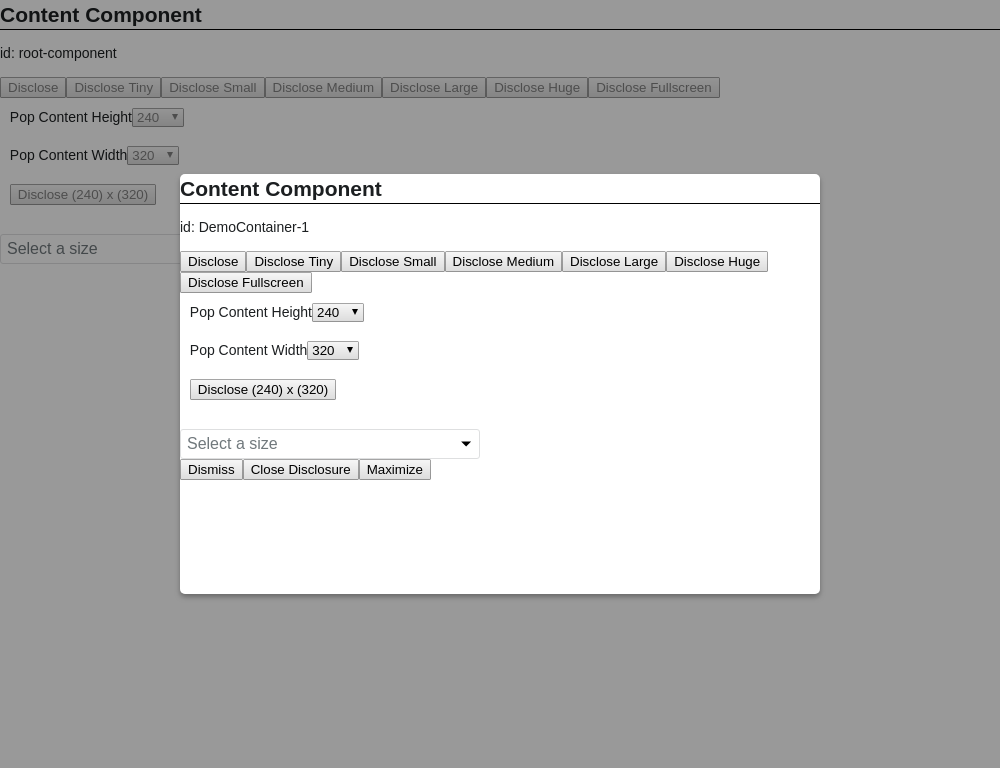 Content Component
id: root-component
Disclose Disclose Tiny Disclose Small Disclose Medium Disclose Large Disclose Huge Disclose Fullscreen
Pop Content Height 240
Pop Content Width 320
Disclose (240) x (320)
Select a size
Content Component
id: DemoContainer-1
Disclose Disclose Tiny Disclose Small Disclose Medium Disclose Large Disclose Huge
Disclose Fullscreen
Pop Content Height 240
Pop Content Width 320
Disclose (240) x (320)
Select a size
Dismiss Close Disclosure Maximize